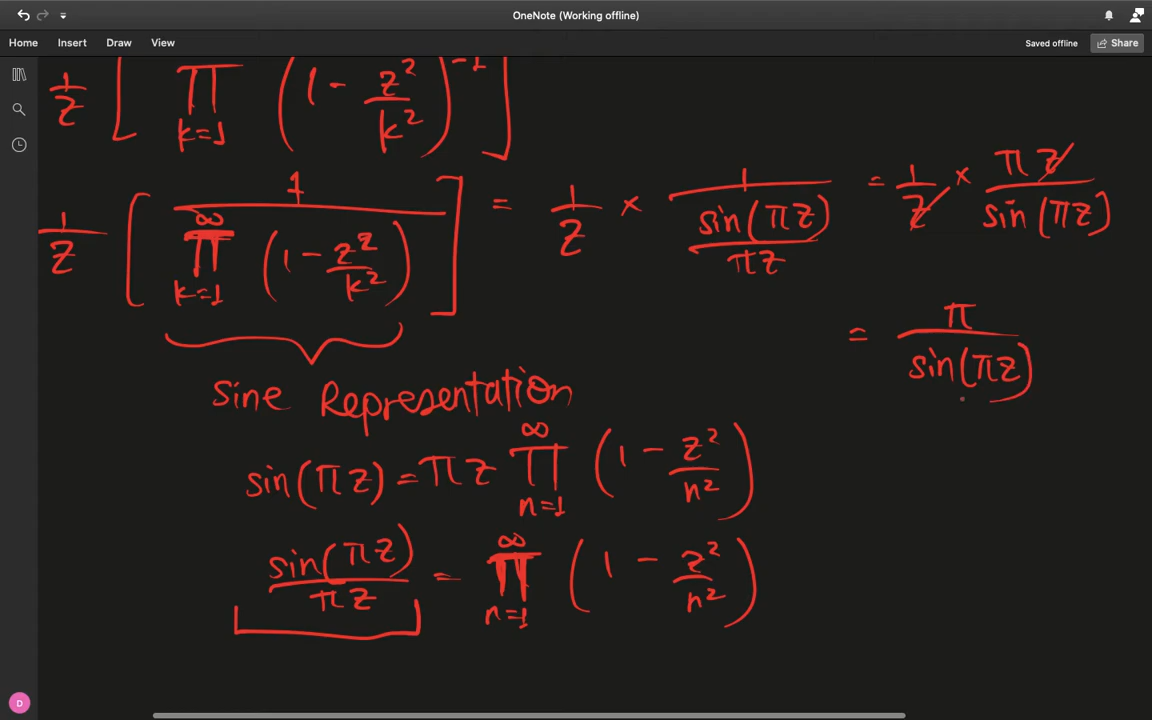 OneNote (Working offline)
Home Insert Draw View
Saved offline Share
1/z [ ∏ k=1 (1 - z²/k²)^-1 ]
1/z [ 1 / ∏ k=1 ∞ (1 - z²/k²) ] = 1/z × 1 / (sin(πz)/πz) = 1/z × πz/sin(πz)
= π/sin(πz)
Sine Representation
sin(πz) = πz ∏ n=1 ∞ (1 - z²/n²)
sin(πz)/πz = ∏ n=1 ∞ (1 - z²/n²)
D